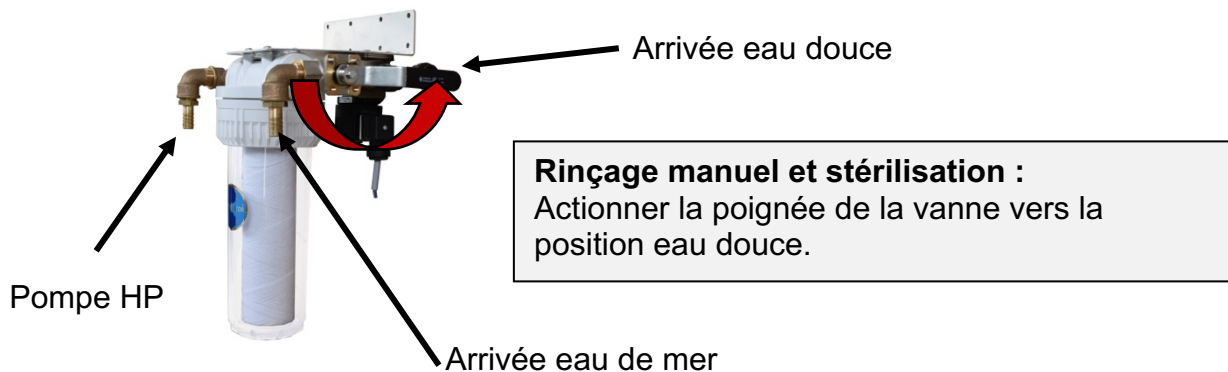 Arrivée eau douce
Rinçage manuel et stérilisation :
Actionner la poignée de la vanne vers la
position eau douce.
Pompe HP
Arrivée eau de mer